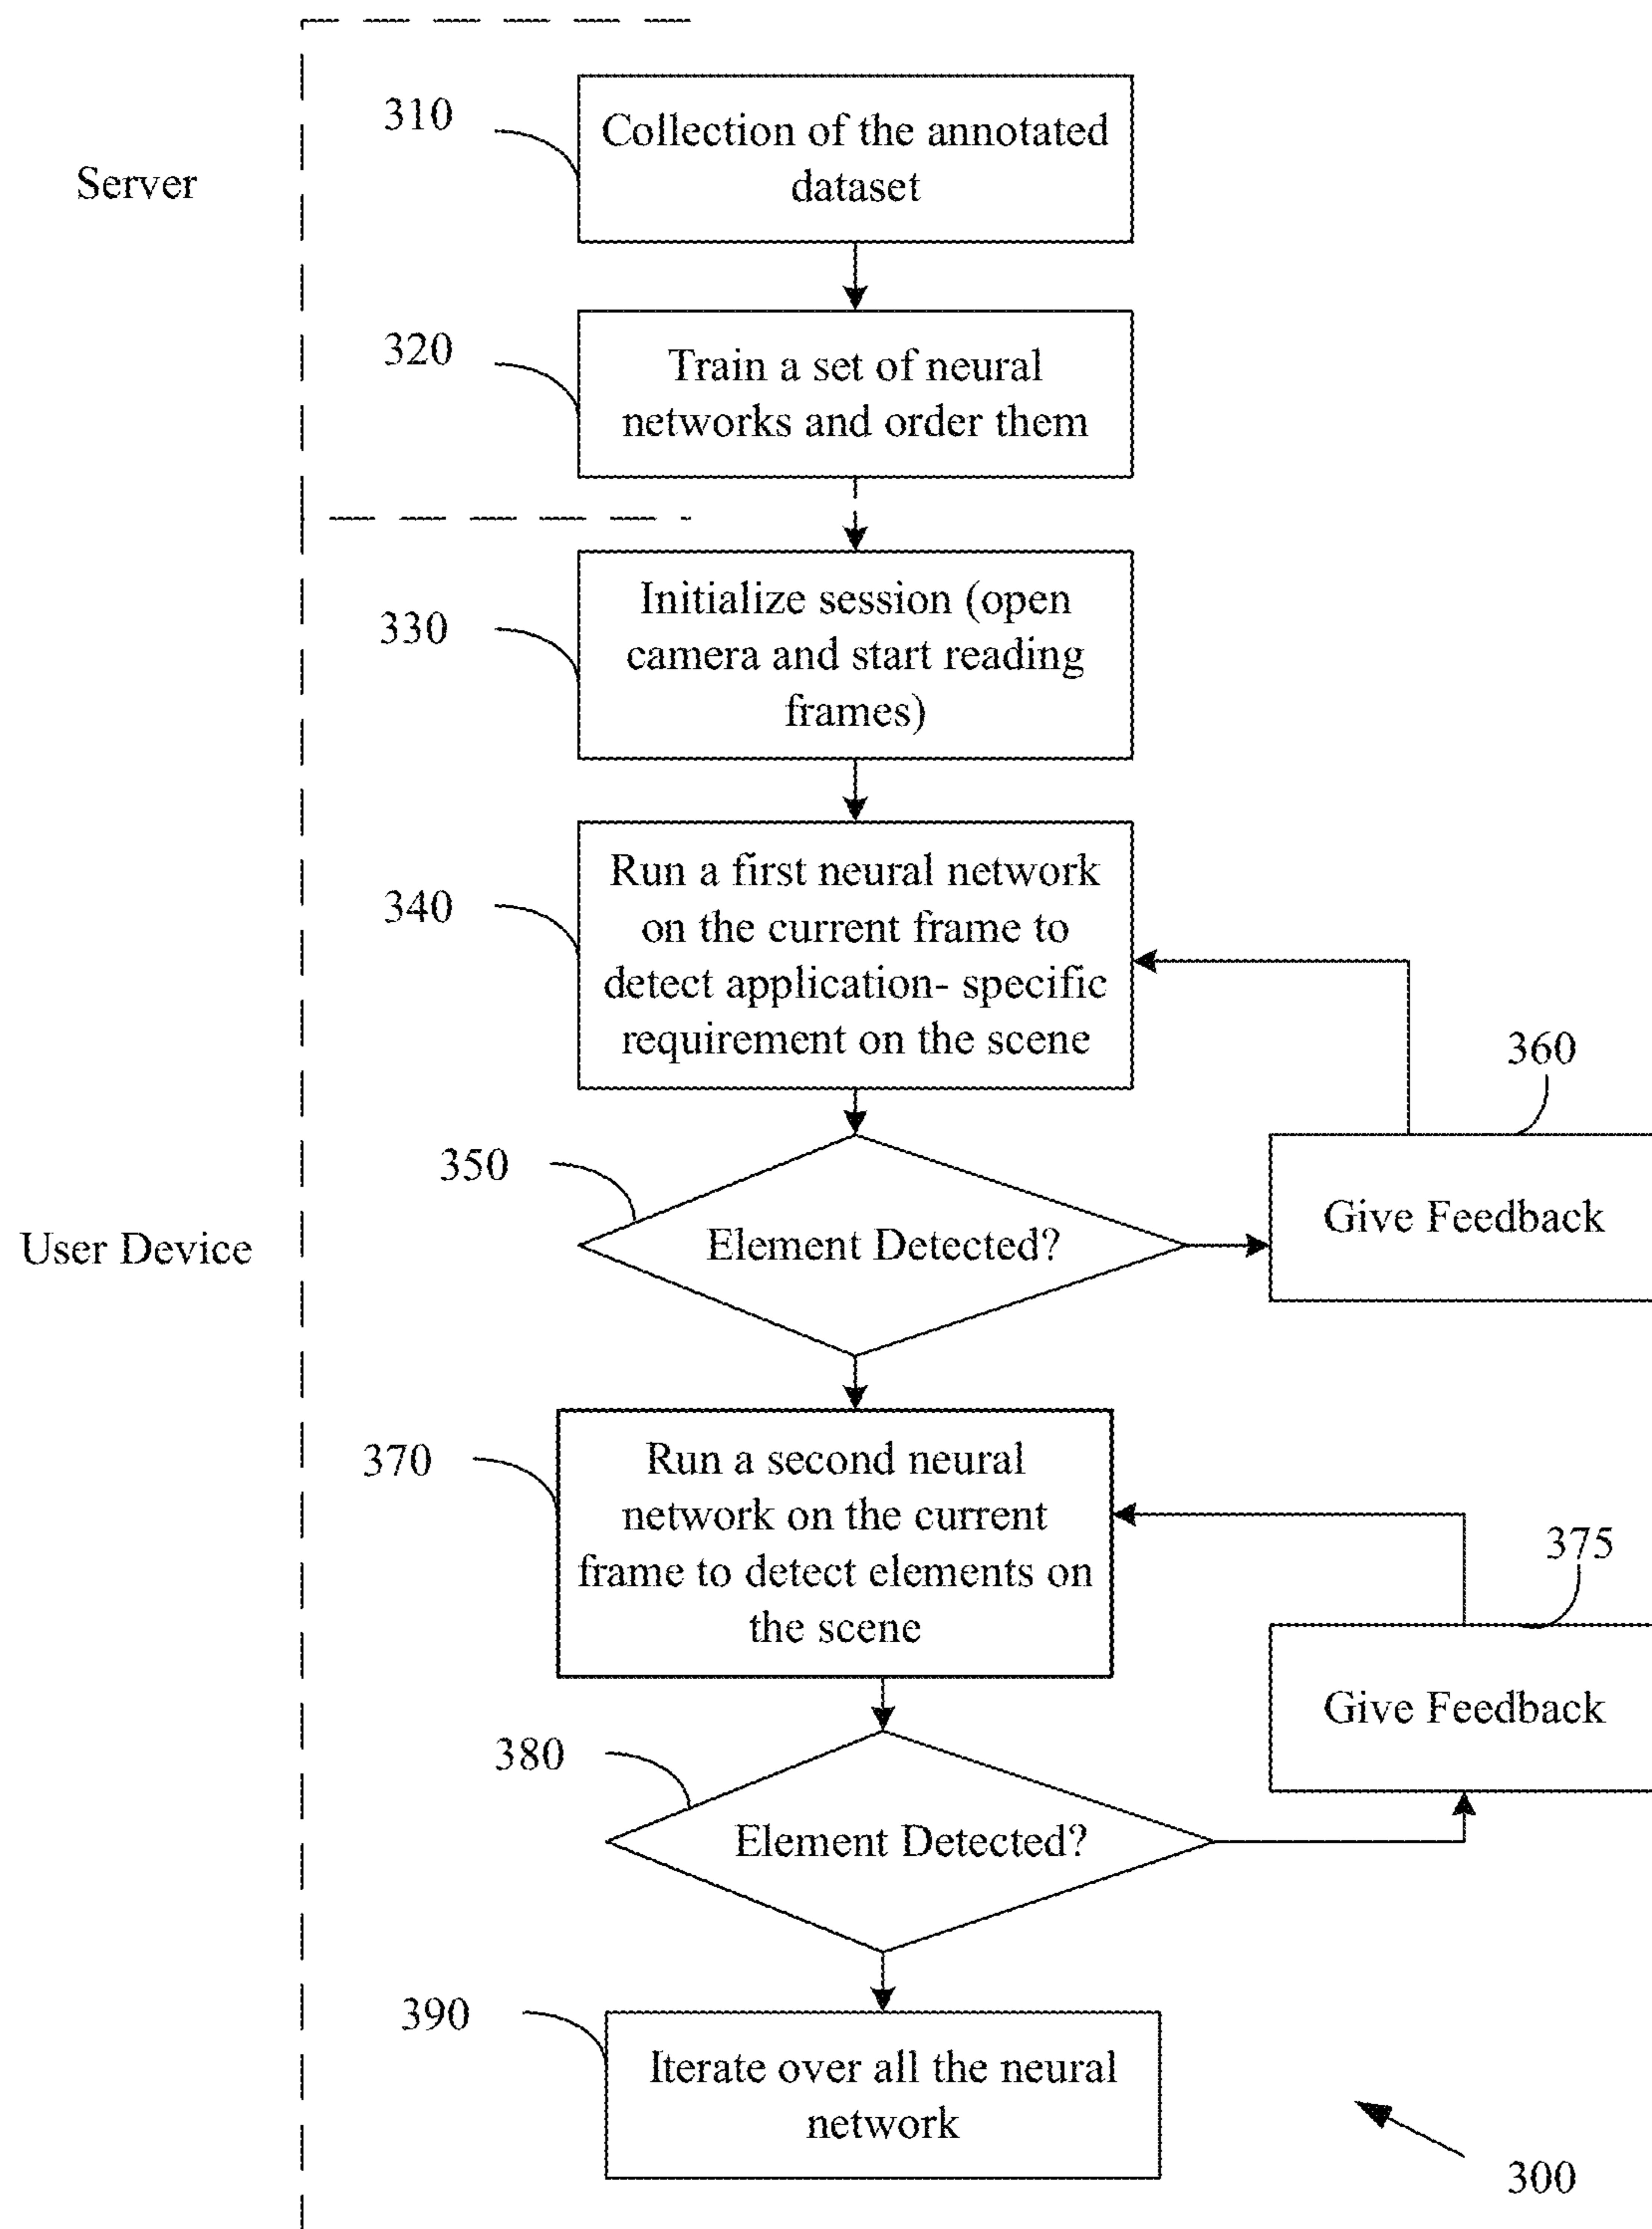 310
Collection of the annotated
dataset
Server
320
Train a set of neural
networks and order them
330
Initialize session (open
camera and start reading
frames)
340
Run a first neural network
on the current frame to
detect application- specific
requirement on the scene
360
350
Element Detected?
Give Feedback
User Device
370
Run a second neural
network on the current
frame to detect elements on
the scene
375
Give Feedback
380
Element Detected?
390
Iterate over all the neural
network
300